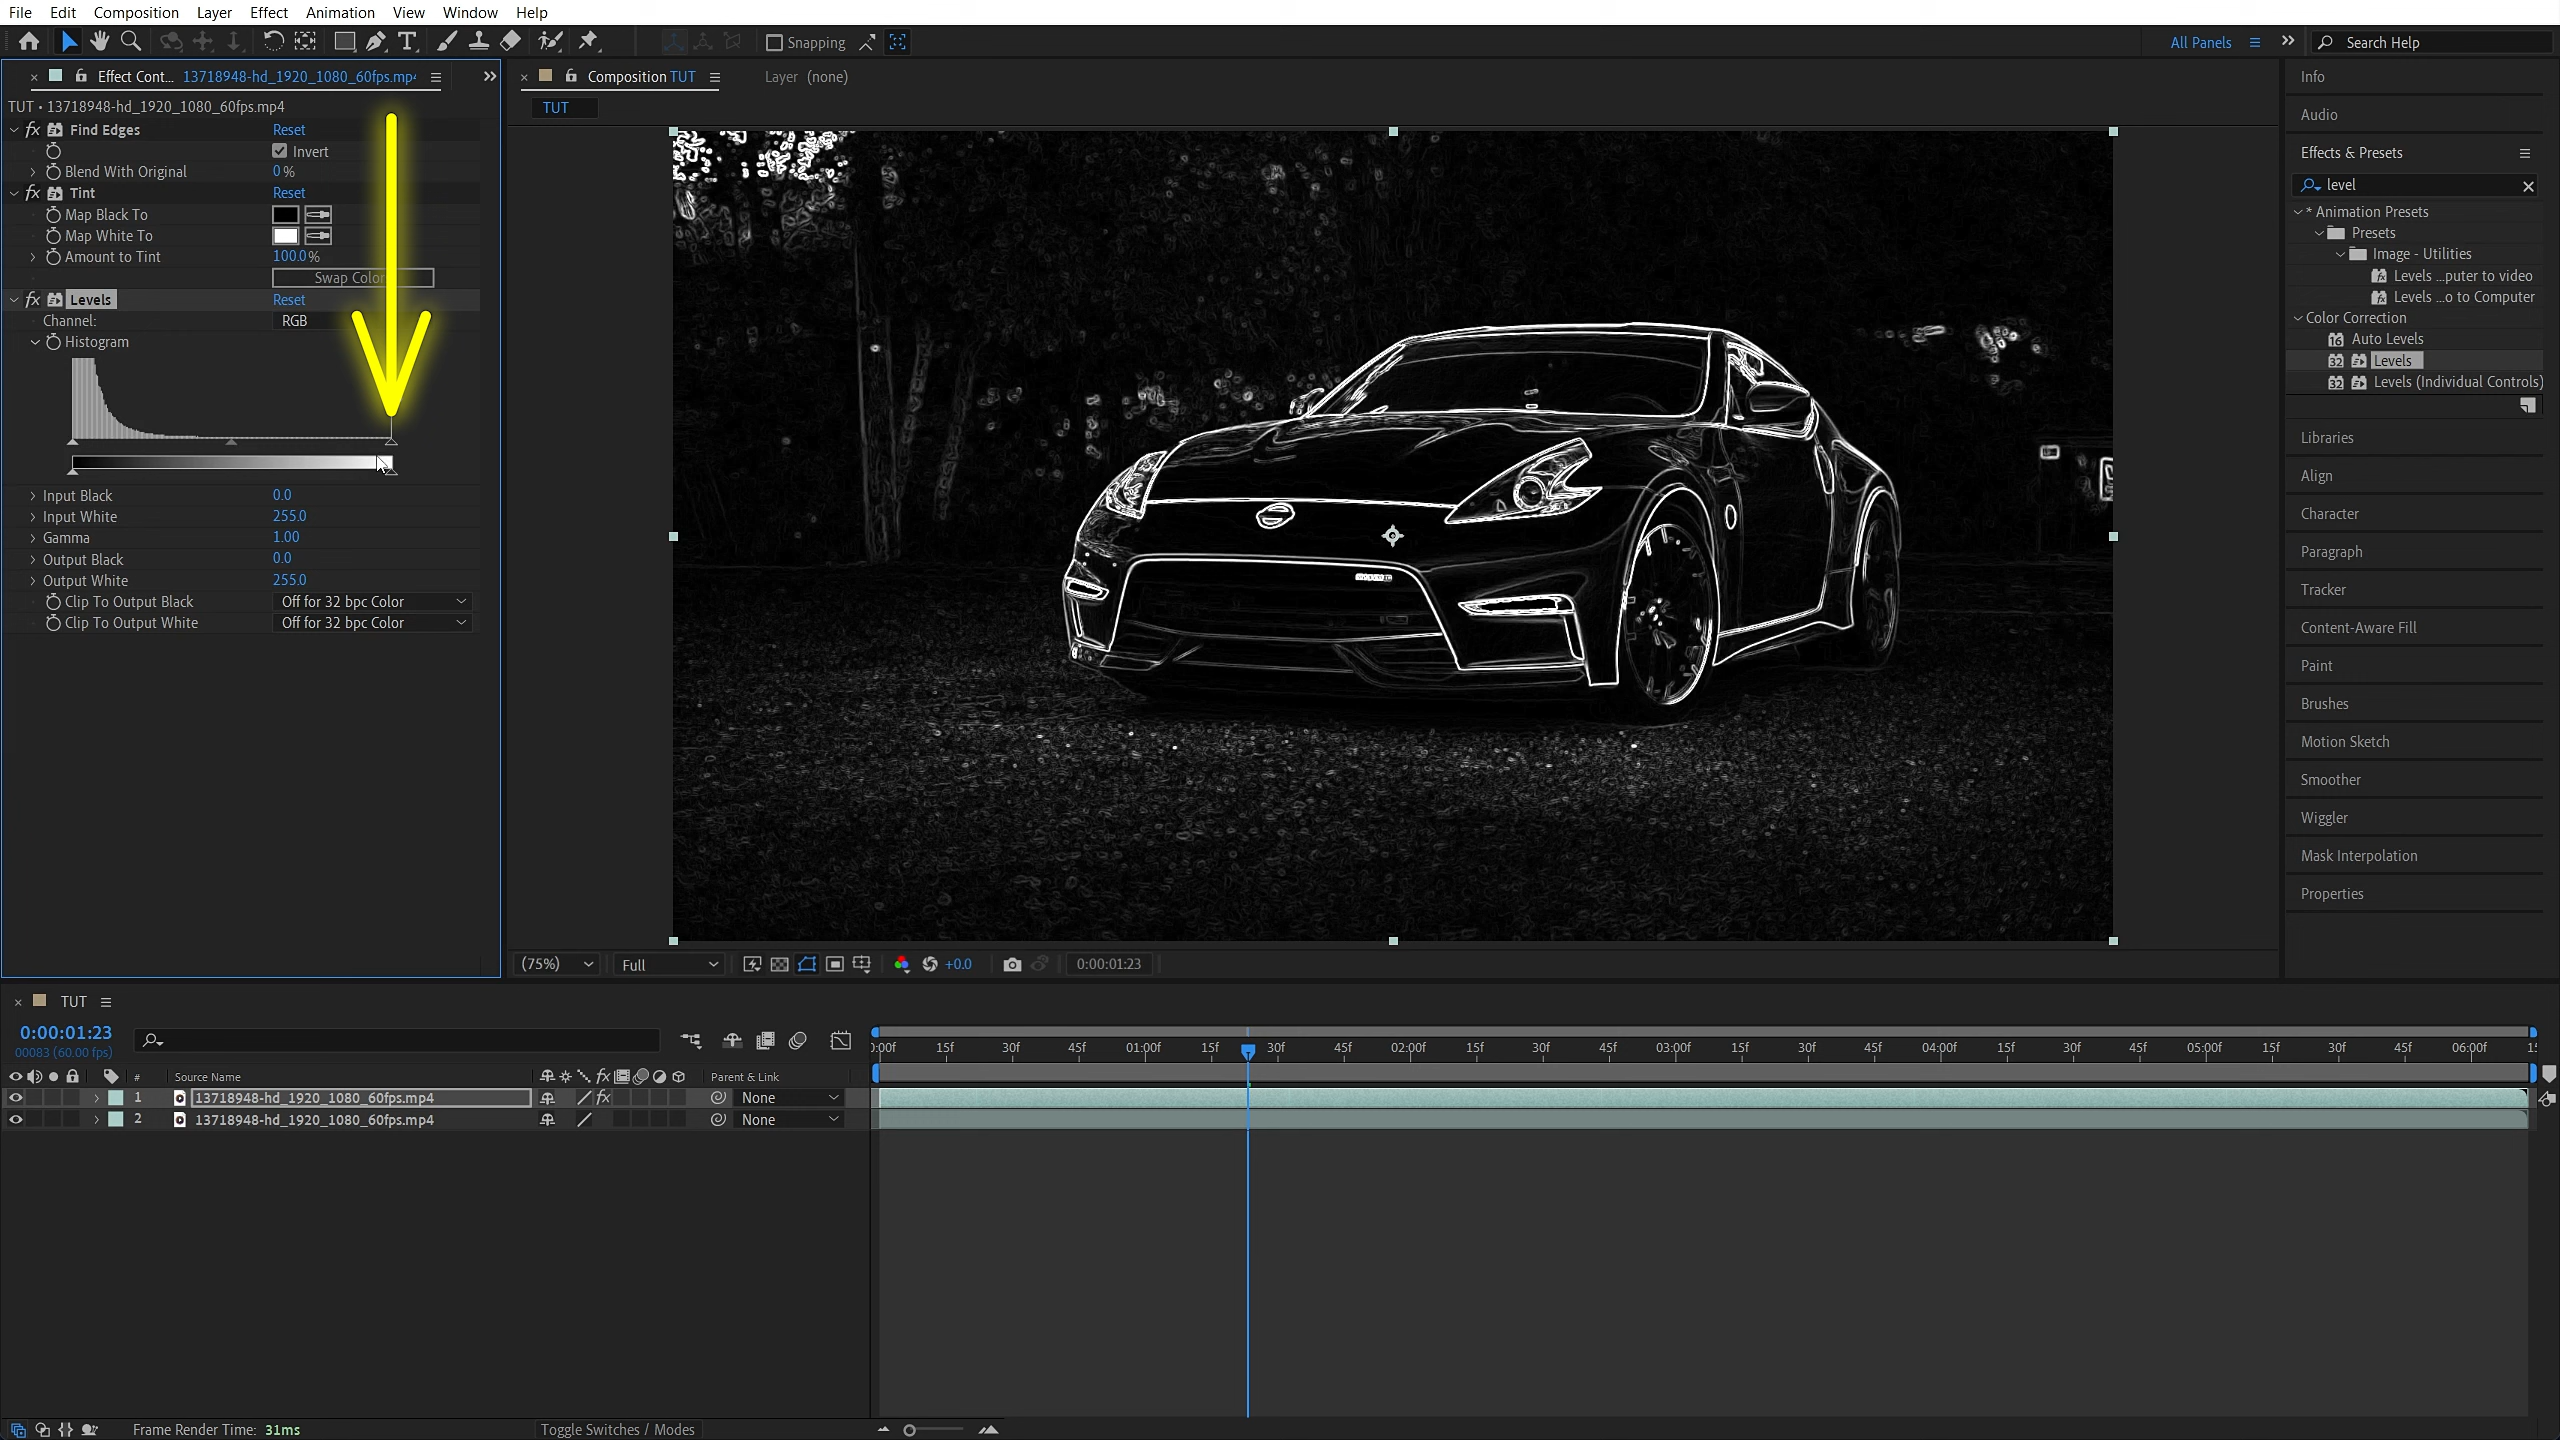 File Edit Composition Layer Effect Animation View Window Help
Snapping
All Panels
Search Help
Effect Cont... 13718948-hd_1920_1080_60fps.mp4
TUT • 13718948-hd_1920_1080_60fps.mp4
Find Edges Reset
Invert
Blend With Original 0 %
Tint Reset
Map Black To
Map White To
Amount to Tint 100.0 %
Swap Color
Levels Reset
Channel: RGB
Histogram
Input Black 0.0
Input White 255.0
Gamma 1.00
Output Black 0.0
Output White 255.0
Clip To Output Black Off for 32 bpc Color
Clip To Output White Off for 32 bpc Color
Composition TUT
Layer (none)
TUT
(75%) Full +0.0 0:00:01:23
Info
Audio
Effects & Presets
level
* Animation Presets
Presets
Image - Utilities
Levels ...puter to video
Levels ...o to Computer
Color Correction
16 Auto Levels
32 Levels
32 Levels (Individual Controls)
Libraries
Align
Character
Paragraph
Tracker
Content-Aware Fill
Paint
Brushes
Motion Sketch
Smoother
Wiggler
Mask Interpolation
Properties
TUT
0:00:01:23
00083 (60.00 fps)
0:00f 15f 30f 45f 01:00f 15f 30f 45f 02:00f 15f 30f 45f 03:00f 15f 30f 45f 04:00f 15f 30f 45f 05:00f 15f 30f 45f 06:00f 15
# Source Name fx Parent & Link
1 13718948-hd_1920_1080_60fps.mp4 fx None
2 13718948-hd_1920_1080_60fps.mp4 None
Frame Render Time: 31ms
Toggle Switches / Modes